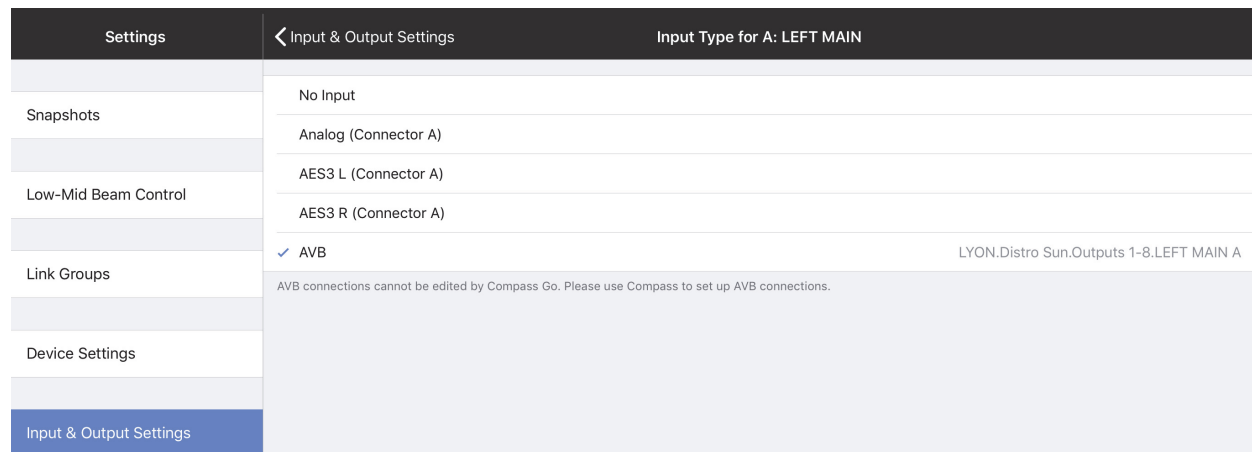 Settings
Input & Output Settings
Input Type for A: LEFT MAIN
Snapshots
Low-Mid Beam Control
Link Groups
Device Settings
Input & Output Settings
No Input
Analog (Connector A)
AES3 L (Connector A)
AES3 R (Connector A)
AVB
LYON.Distro Sun.Outputs 1-8.LEFT MAIN A
AVB connections cannot be edited by Compass Go. Please use Compass to set up AVB connections.